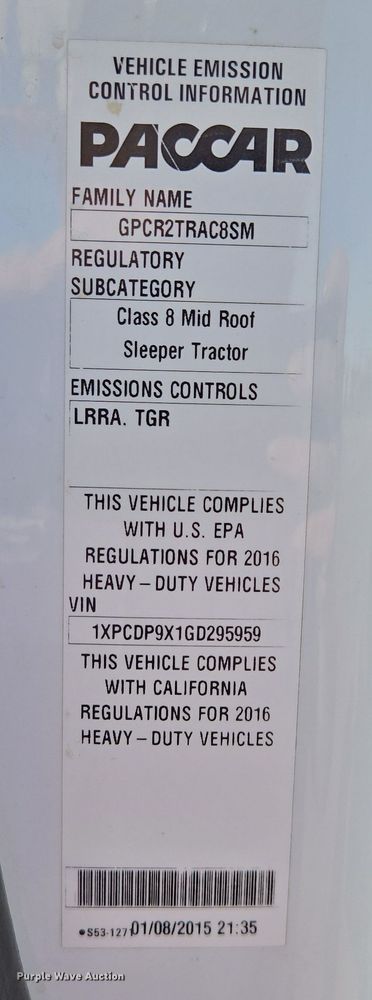 VEHICLE EMISSION
CONTROL INFORMATION
PACCAR
FAMILY NAME
GPCR2TRAC8SM
REGULATORY
SUBCATEGORY
Class 8 Mid Roof
Sleeper Tractor
EMISSIONS CONTROLS
LRRA. TGR
THIS VEHICLE COMPLIES
WITH U.S. EPA
REGULATIONS FOR 2016
HEAVY–DUTY VEHICLES
VIN
1XPCDP9X1GD295959
THIS VEHICLE COMPLIES
WITH CALIFORNIA
REGULATIONS FOR 2016
HEAVY–DUTY VEHICLES
•S53-1271 01/08/2015 21:35
Purple Wave Auction